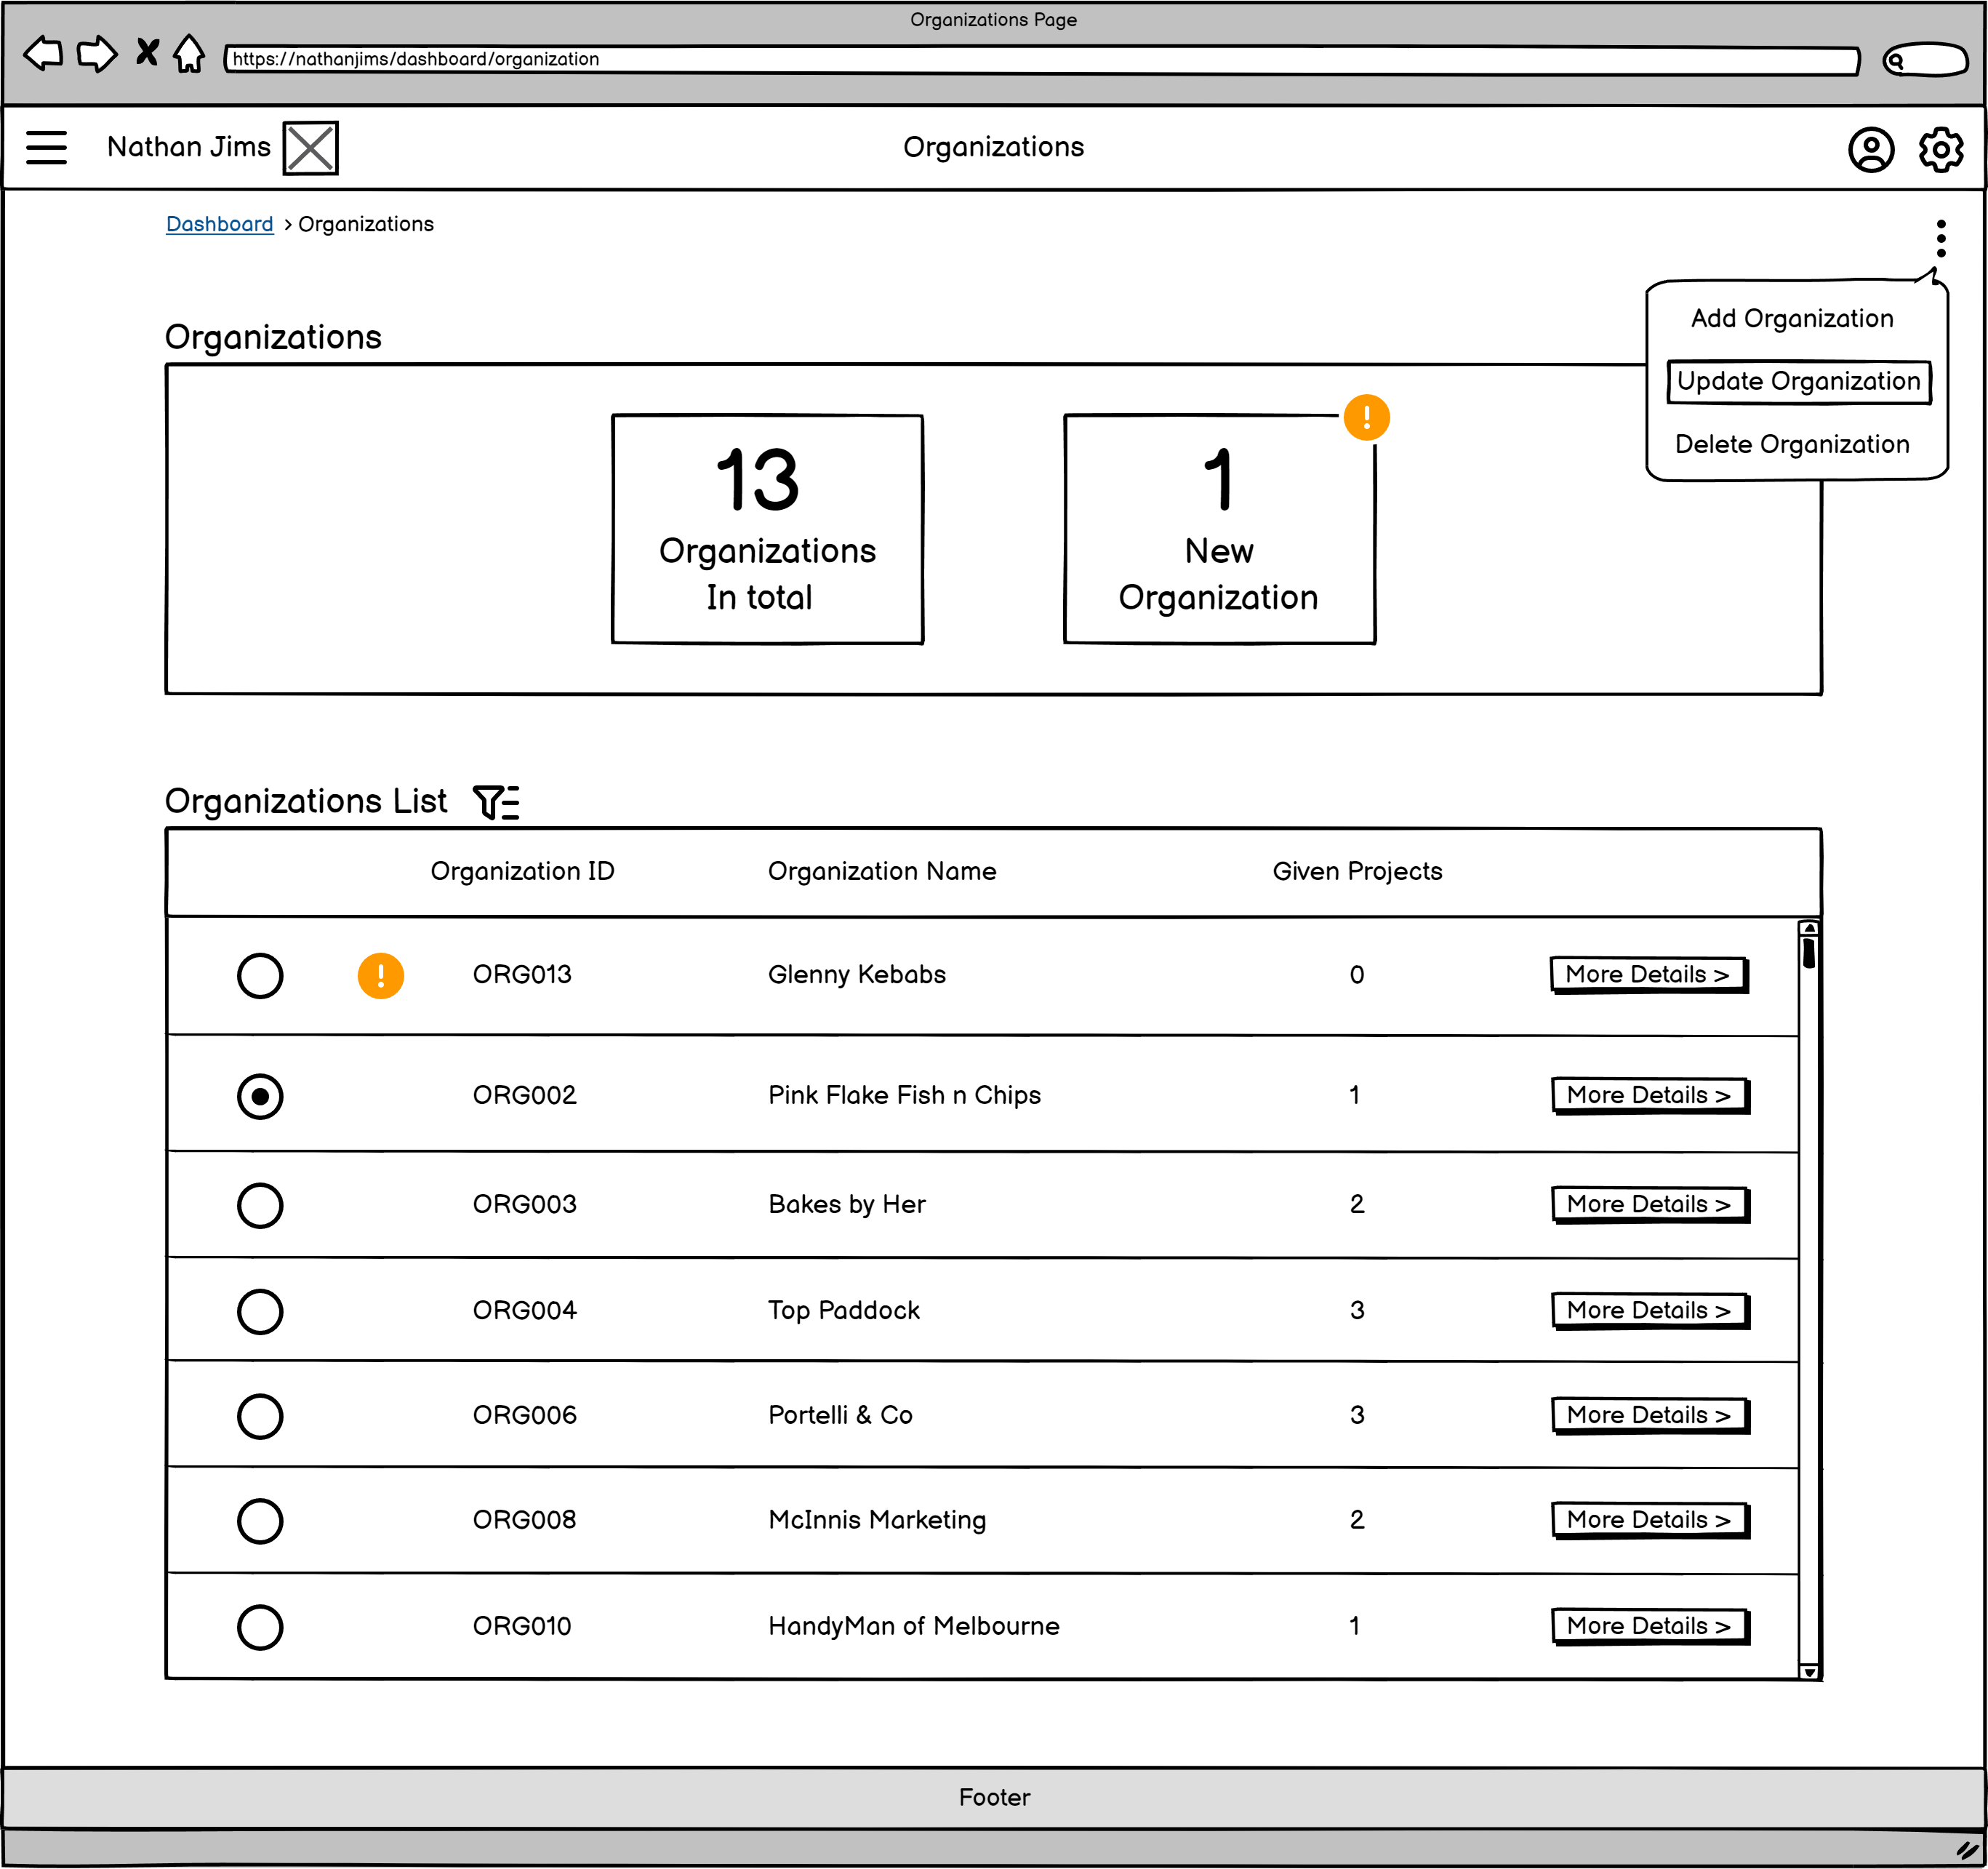 Organizations Page
https://nathanjims/dashboard/organization
Nathan Jims
Organizations
Dashboard > Organizations
Add Organization
Update Organization
Delete Organization
Organizations
13
Organizations
In total
1
New
Organization
Organizations List
Organization ID Organization Name Given Projects
ORG013 Glenny Kebabs 0 More Details >
ORG002 Pink Flake Fish n Chips 1 More Details >
ORG003 Bakes by Her 2 More Details >
ORG004 Top Paddock 3 More Details >
ORG006 Portelli & Co 3 More Details >
ORG008 McInnis Marketing 2 More Details >
ORG010 HandyMan of Melbourne 1 More Details >
Footer